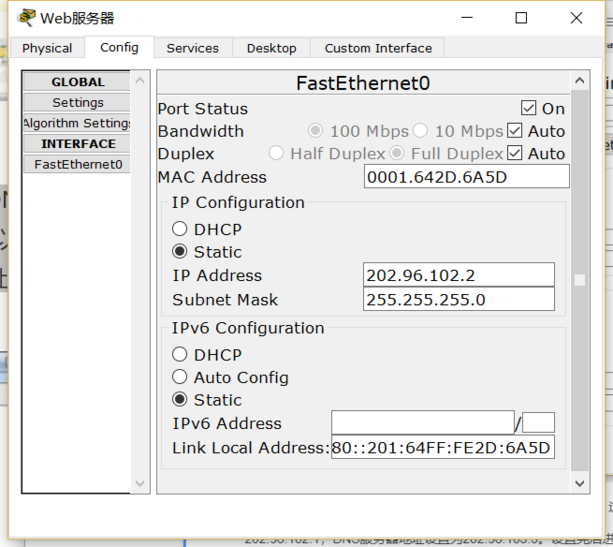 Web服务器
Physical Config Services Desktop Custom Interface
GLOBAL
Settings
Algorithm Settings
INTERFACE
FastEthernet0
FastEthernet0
Port Status On
Bandwidth 100 Mbps 10 Mbps Auto
Duplex Half Duplex Full Duplex Auto
MAC Address 0001.642D.6A5D
IP Configuration
DHCP
Static
IP Address 202.96.102.2
Subnet Mask 255.255.255.0
IPv6 Configuration
DHCP
Auto Config
Static
IPv6 Address /
Link Local Address: 80::201:64FF:FE2D:6A5D